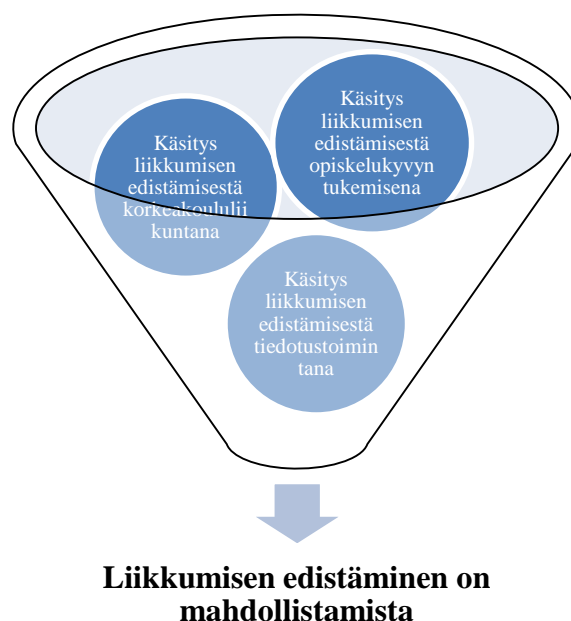 Käsitys
liikkumisen
edistämisestä
opiskelukyvyn
tukemisena
Käsitys
liikkumisen
edistämisestä
korkeakoululii
kuntana
Käsitys
liikkumisen
edistämisestä
tiedotustoimin
tana
Liikkumisen edistäminen on
mahdollistamista